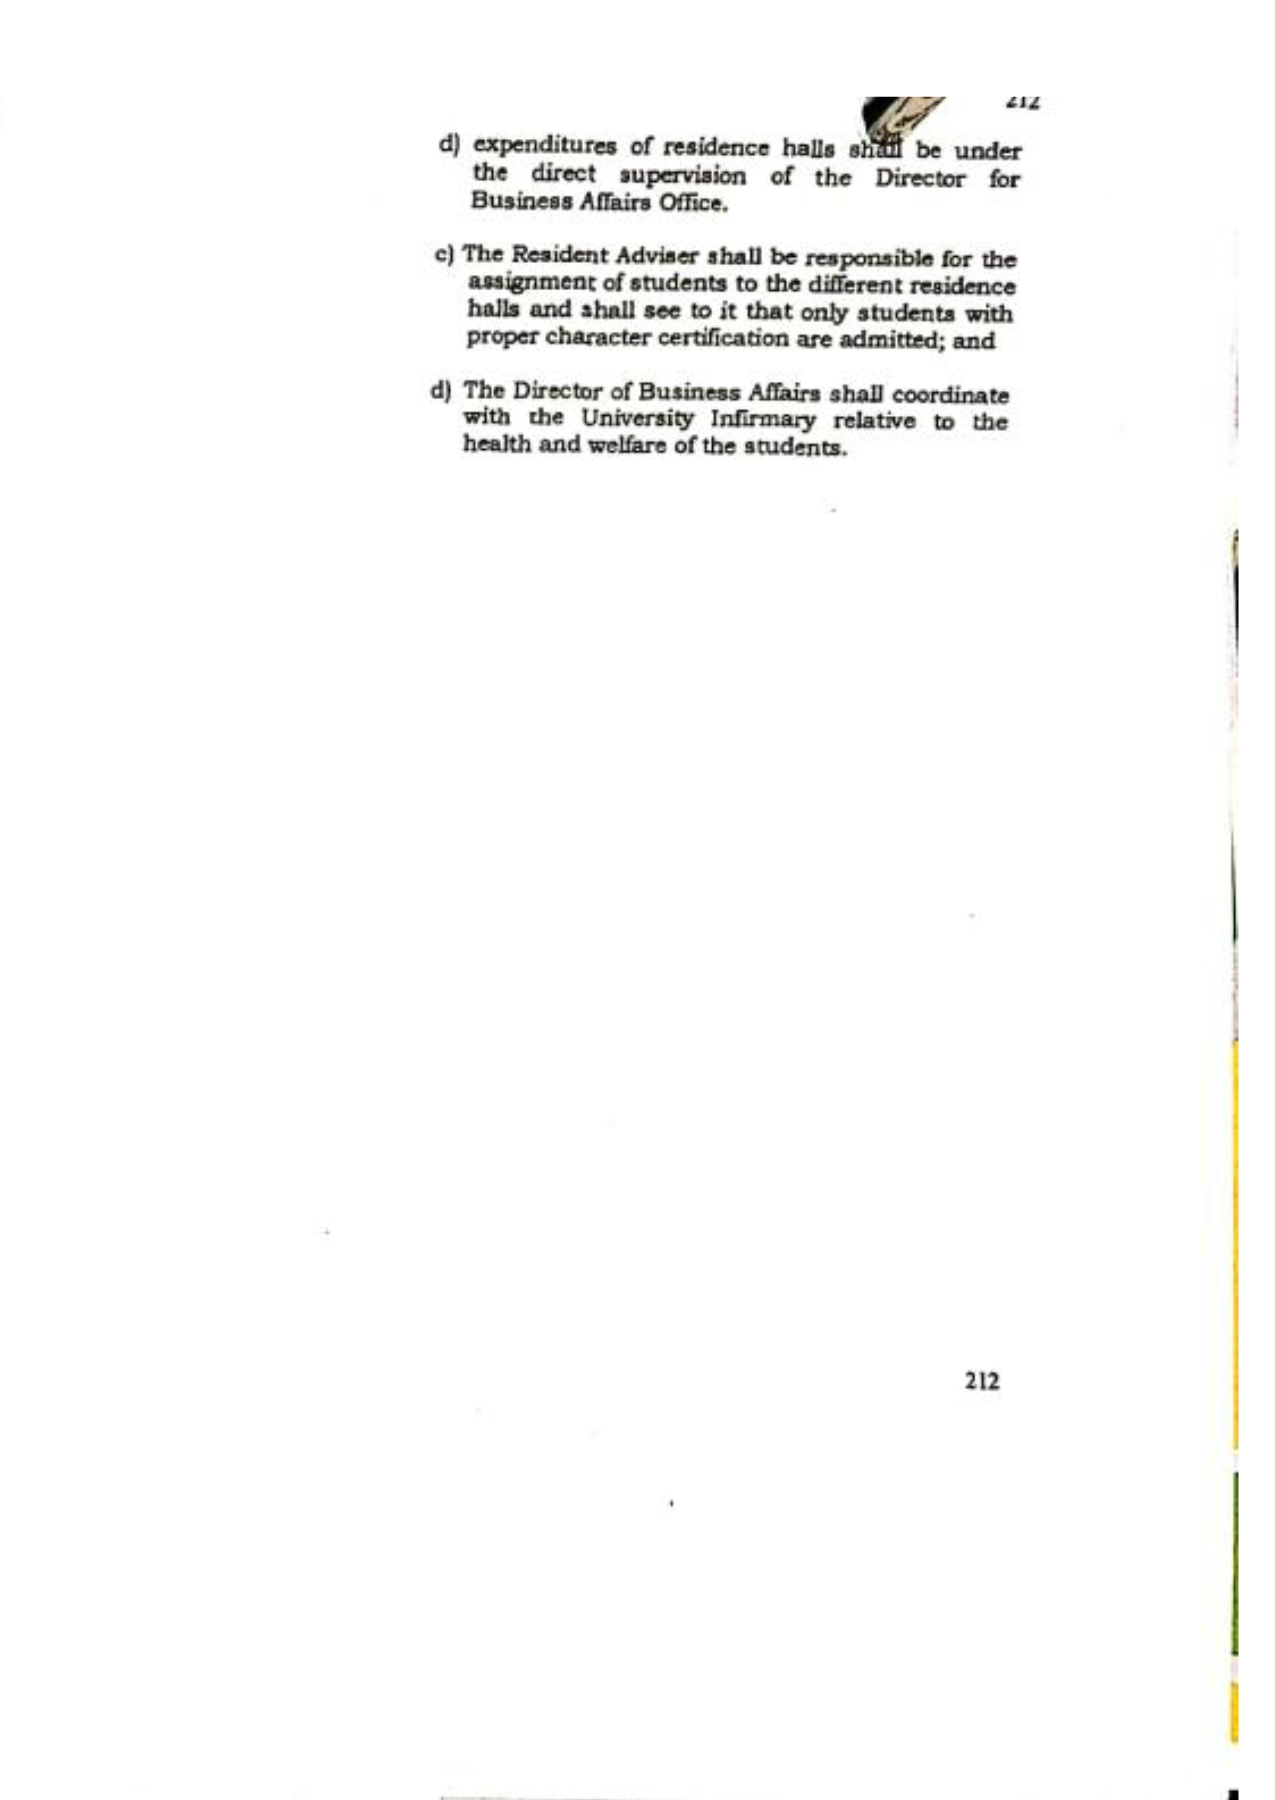 212
d) expenditures of residence halls shall be under
the direct supervision of the Director for
Business Affairs Office.
c) The Resident Adviser shall be responsible for the
assignment of students to the different residence
halls and shall see to it that only students with
proper character certification are admitted; and
d) The Director of Business Affairs shall coordinate
with the University Infirmary relative to the
health and welfare of the students.
212